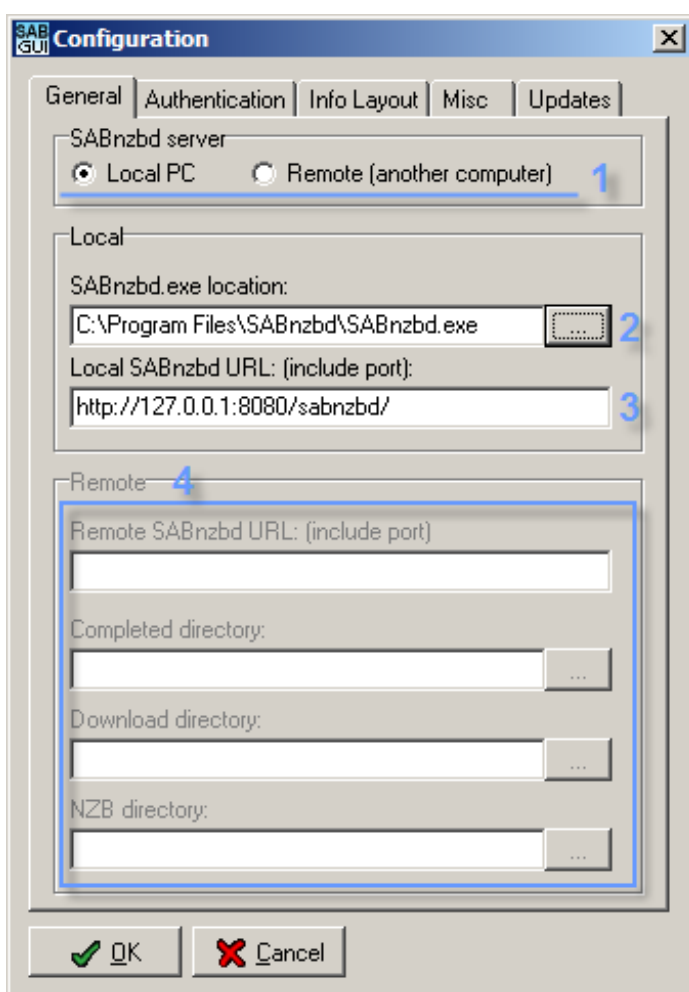 SAB
GUI Configuration
General Authentication Info Layout Misc Updates
SABnzbd server
Local PC Remote (another computer) 1
Local
SABnzbd.exe location:
C:\Program Files\SABnzbd\SABnzbd.exe ... 2
Local SABnzbd URL: (include port):
http://127.0.0.1:8080/sabnzbd/ 3
Remote 4
Remote SABnzbd URL: (include port)
Completed directory:
...
Download directory:
...
NZB directory:
...
OK Cancel